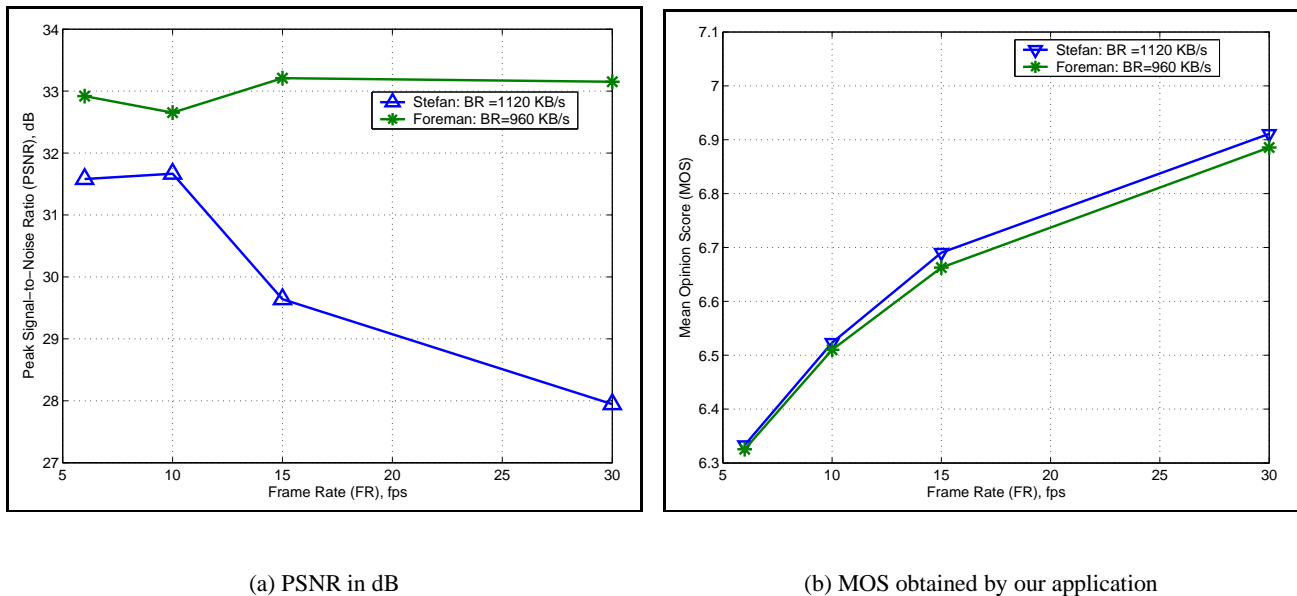 34
33
32
31
30
29
28
27
5
10
15
20
25
30
Peak Signal−to−Noise Ratio (PSNR), dB
Frame Rate (FR), fps
Stefan: BR =1120 KB/s
Foreman: BR=960 KB/s
(a) PSNR in dB
7.1
7
6.9
6.8
6.7
6.6
6.5
6.4
6.3
5
10
15
20
25
30
Mean Opinion Score (MOS)
Frame Rate (FR), fps
Stefan: BR =1120 KB/s
Foreman: BR=960 KB/s
(b) MOS obtained by our application